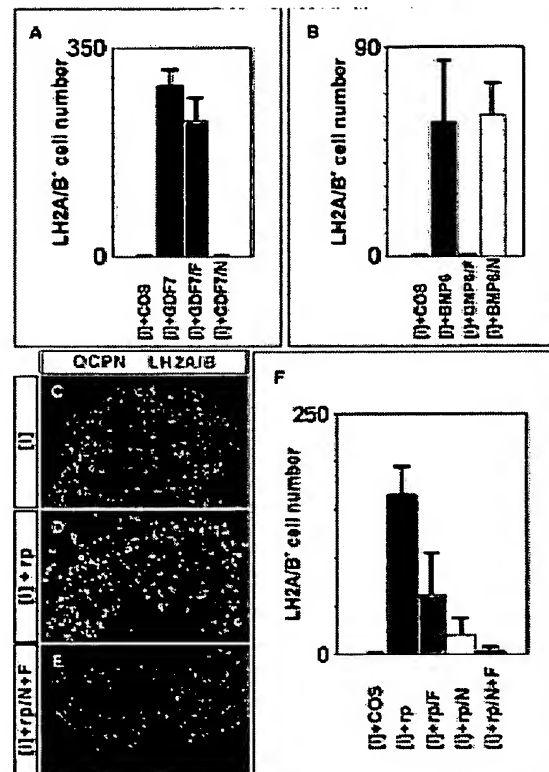 A
350
LH2A/B⁺ cell number
0
[i]+COS
[i]+GDF7
[i]+GDF7/F
[i]+GDF7/N
B
90
LH2A/B⁺ cell number
0
[i]+COS
[i]+BMP6
[i]+BMP6/F
[i]+BMP6/N
QCPN LH2A/B
C
[i]
D
[i]+rp
E
[i]+rp/N+F
F
250
LH2A/B⁺ cell number
0
[i]+COS
[i]+rp
[i]+rp/F
[i]+rp/N
[i]+rp/N+F